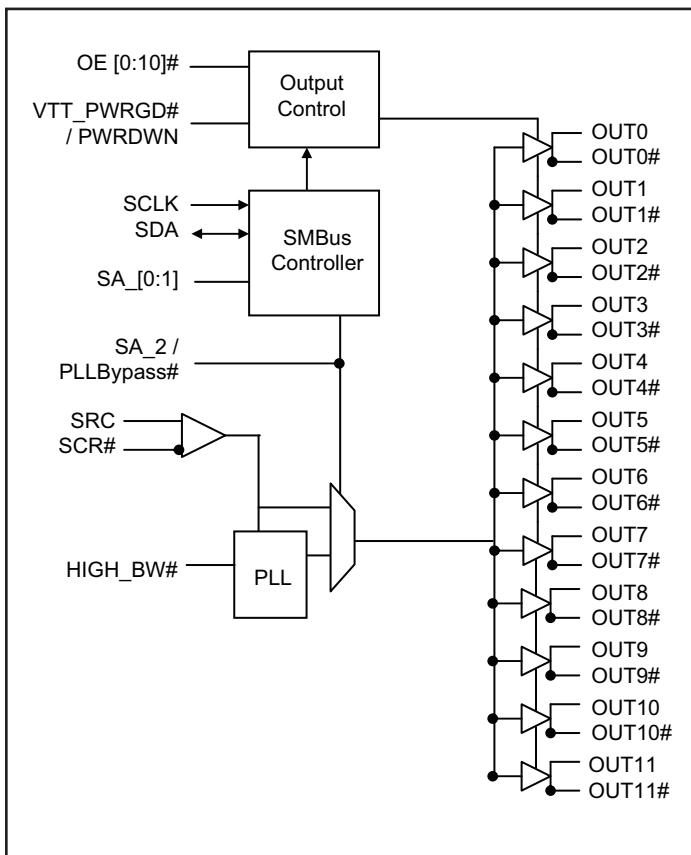 OE [0:10]#
Output
Control
VTT_PWRGD#
/ PWRDWN
SCLK
SDA
SMBus
Controller
SA_[0:1]
SA_2 /
PLLBypass#
SRC
SCR#
HIGH_BW#
PLL
OUT0
OUT0#
OUT1
OUT1#
OUT2
OUT2#
OUT3
OUT3#
OUT4
OUT4#
OUT5
OUT5#
OUT6
OUT6#
OUT7
OUT7#
OUT8
OUT8#
OUT9
OUT9#
OUT10
OUT10#
OUT11
OUT11#